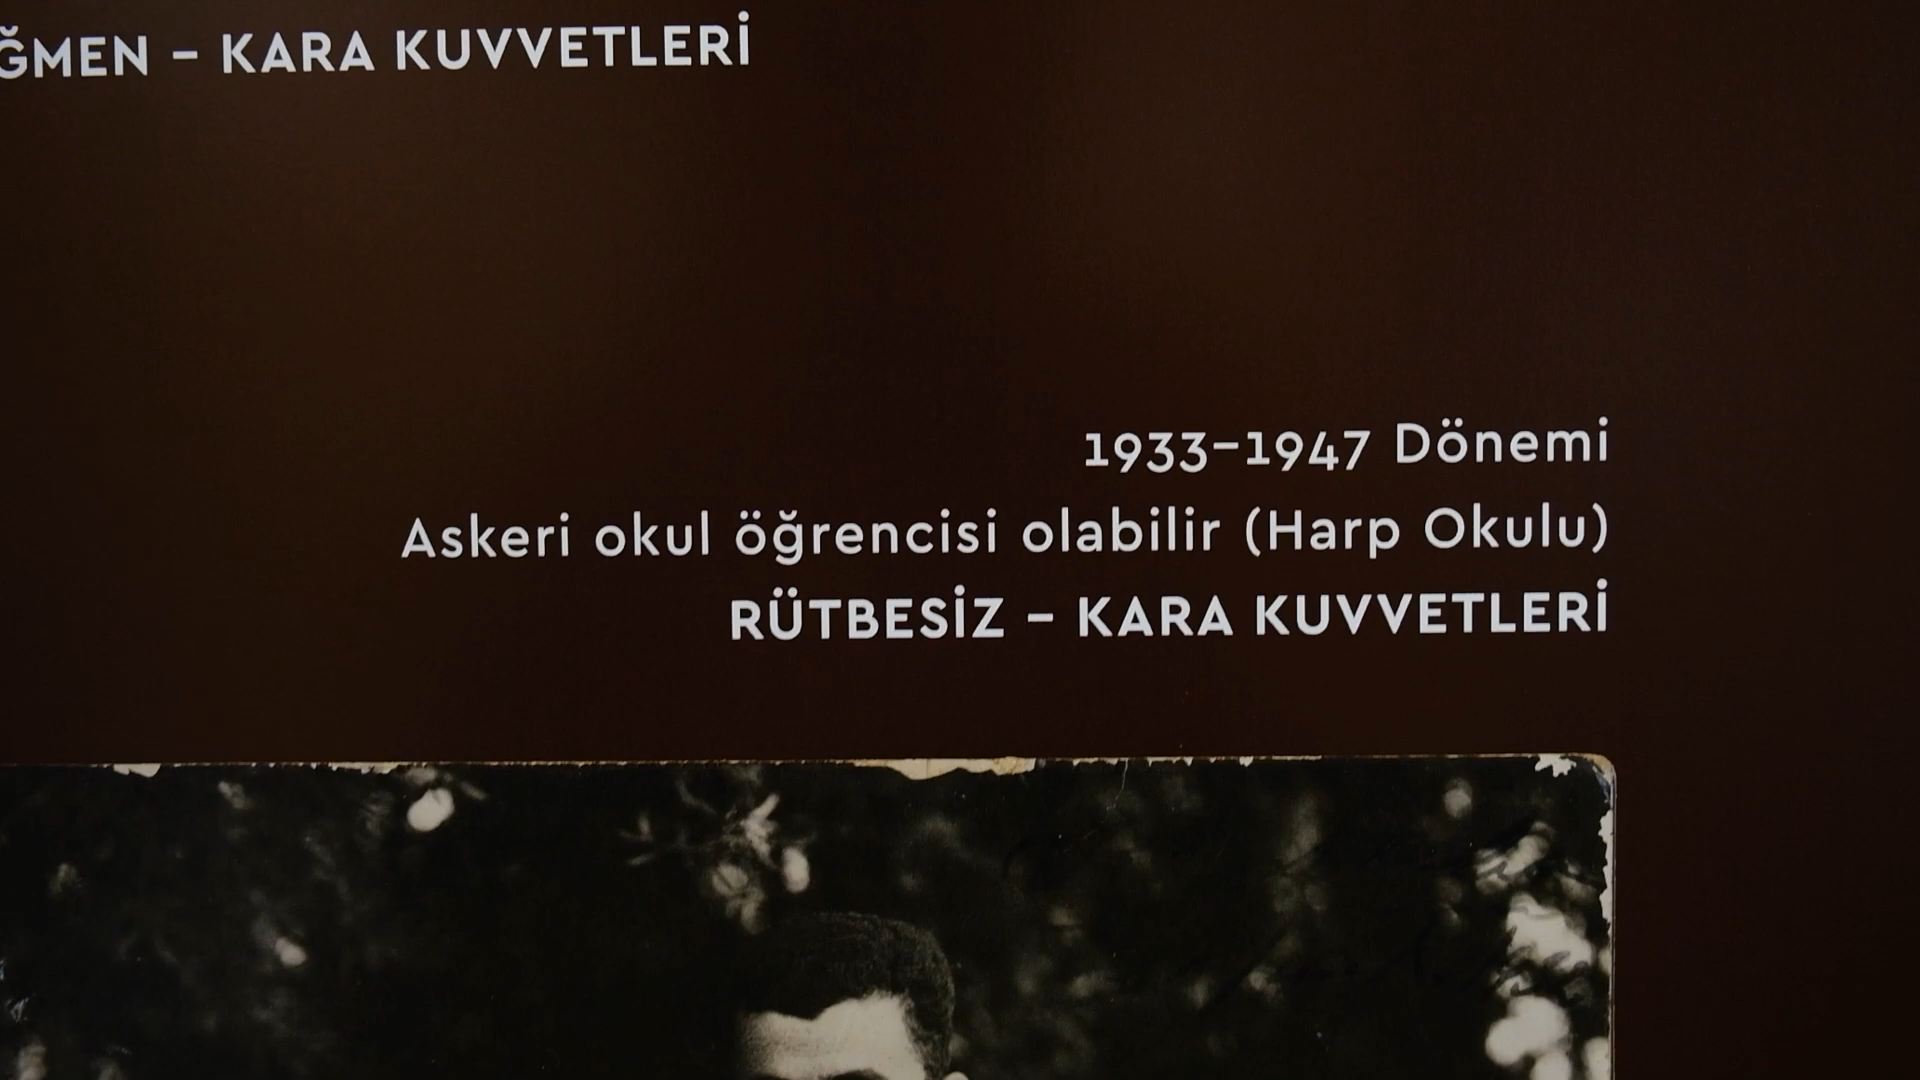 ĞMEN – KARA KUVVETLERİ
1933–1947 Dönemi
Askeri okul öğrencisi olabilir (Harp Okulu)
RÜTBESİZ – KARA KUVVETLERİ